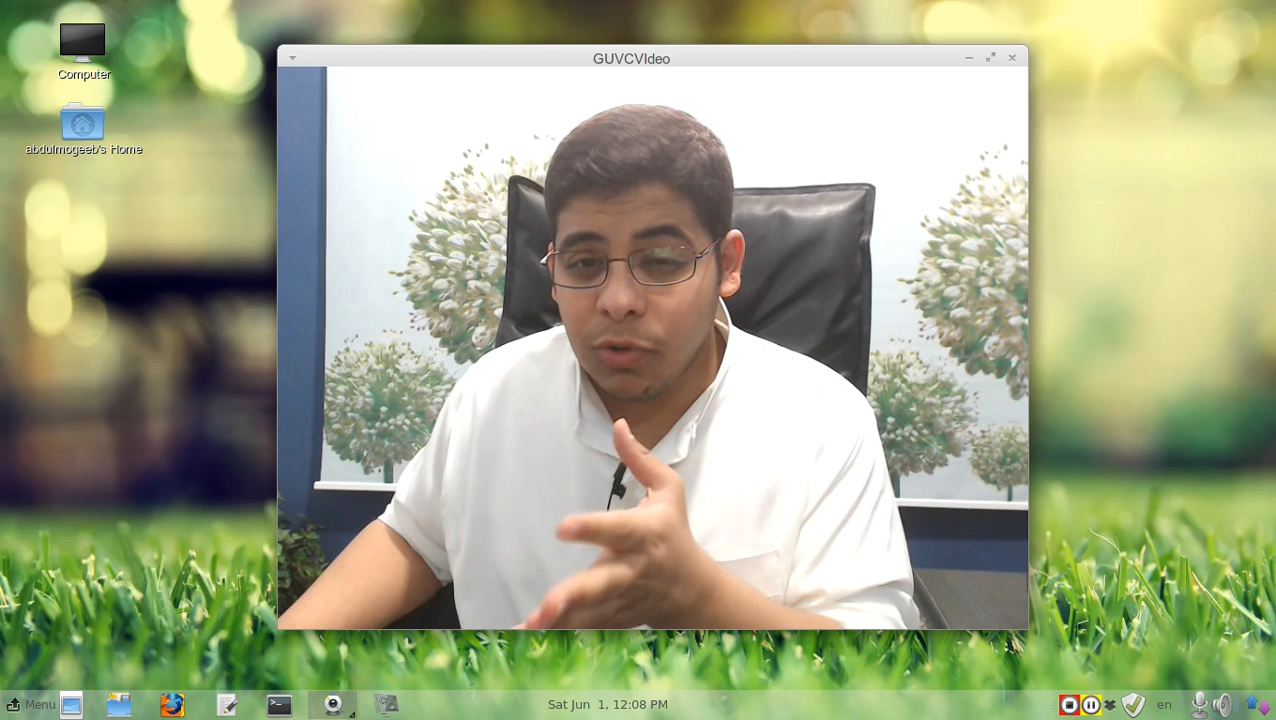 GUVCVIdeo
Computer
abdulmogeeb's Home
Menu
Sat Jun 1, 12:08 PM
en